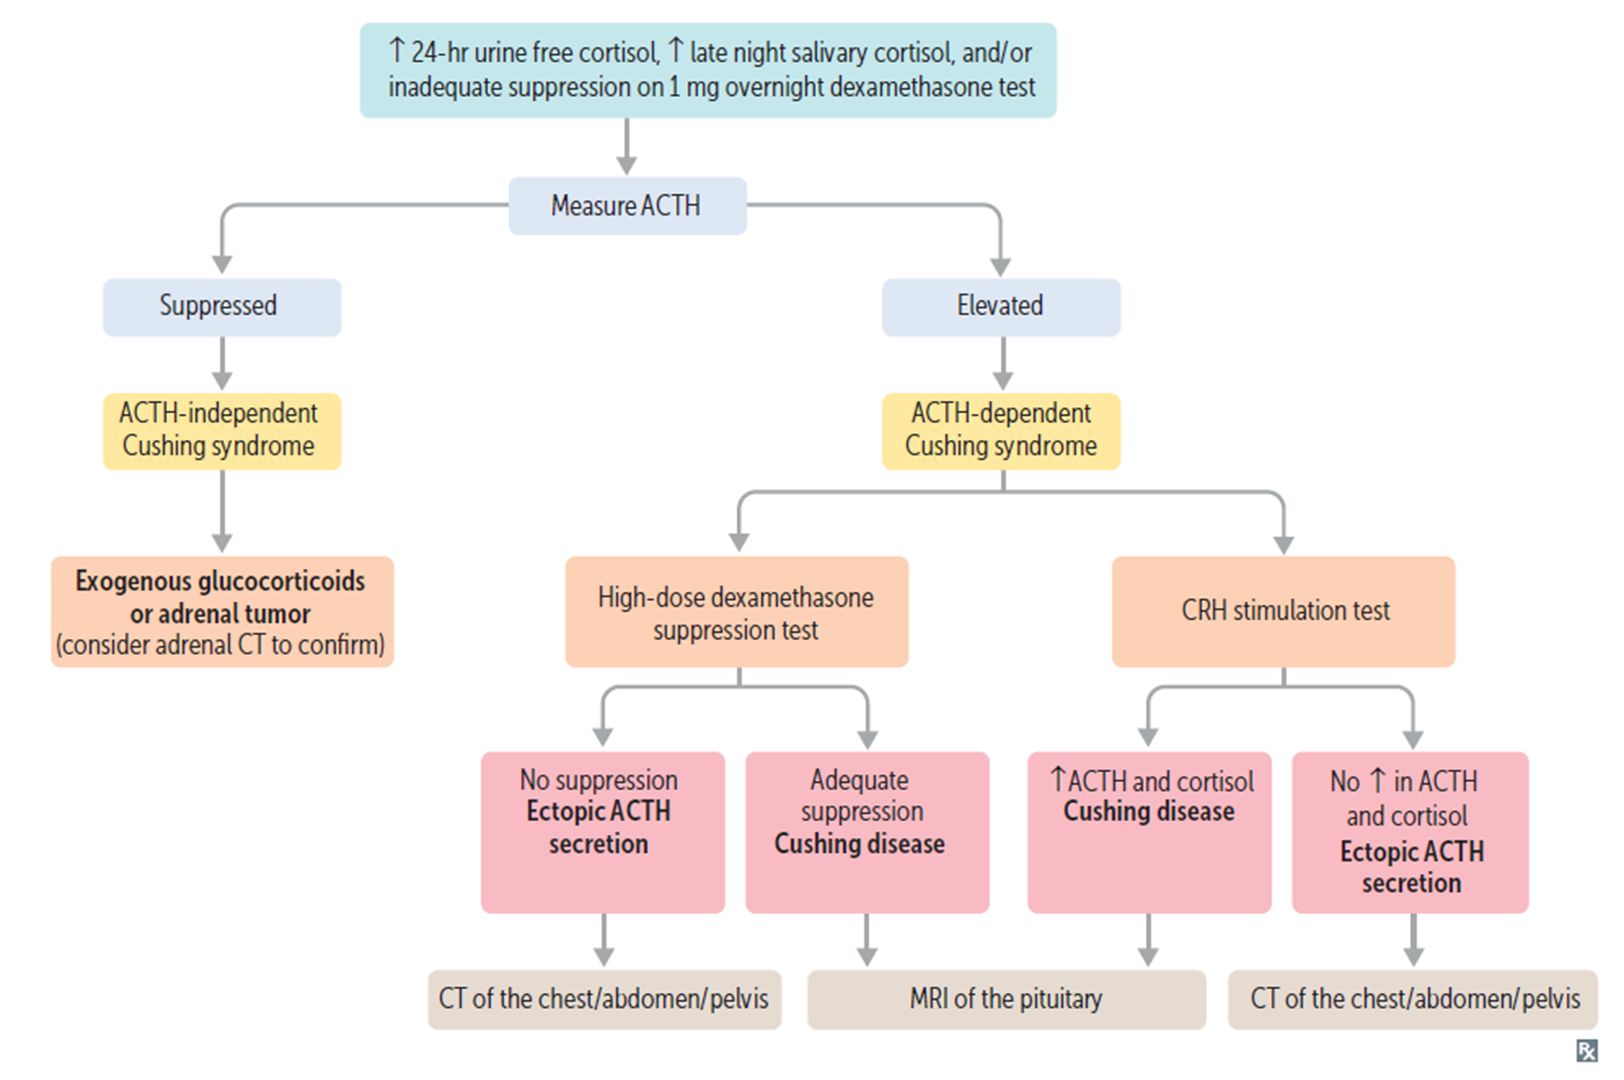 ↑ 24-hr urine free cortisol, ↑ late night salivary cortisol, and/or
inadequate suppression on 1 mg overnight dexamethasone test
Measure ACTH
Suppressed
Elevated
ACTH-independent
Cushing syndrome
ACTH-dependent
Cushing syndrome
Exogenous glucocorticoids
or adrenal tumor
(consider adrenal CT to confirm)
High-dose dexamethasone
suppression test
CRH stimulation test
No suppression
Ectopic ACTH
secretion
Adequate
suppression
Cushing disease
↑ ACTH and cortisol
Cushing disease
No ↑ in ACTH
and cortisol
Ectopic ACTH
secretion
CT of the chest/abdomen/pelvis
MRI of the pituitary
CT of the chest/abdomen/pelvis
℞